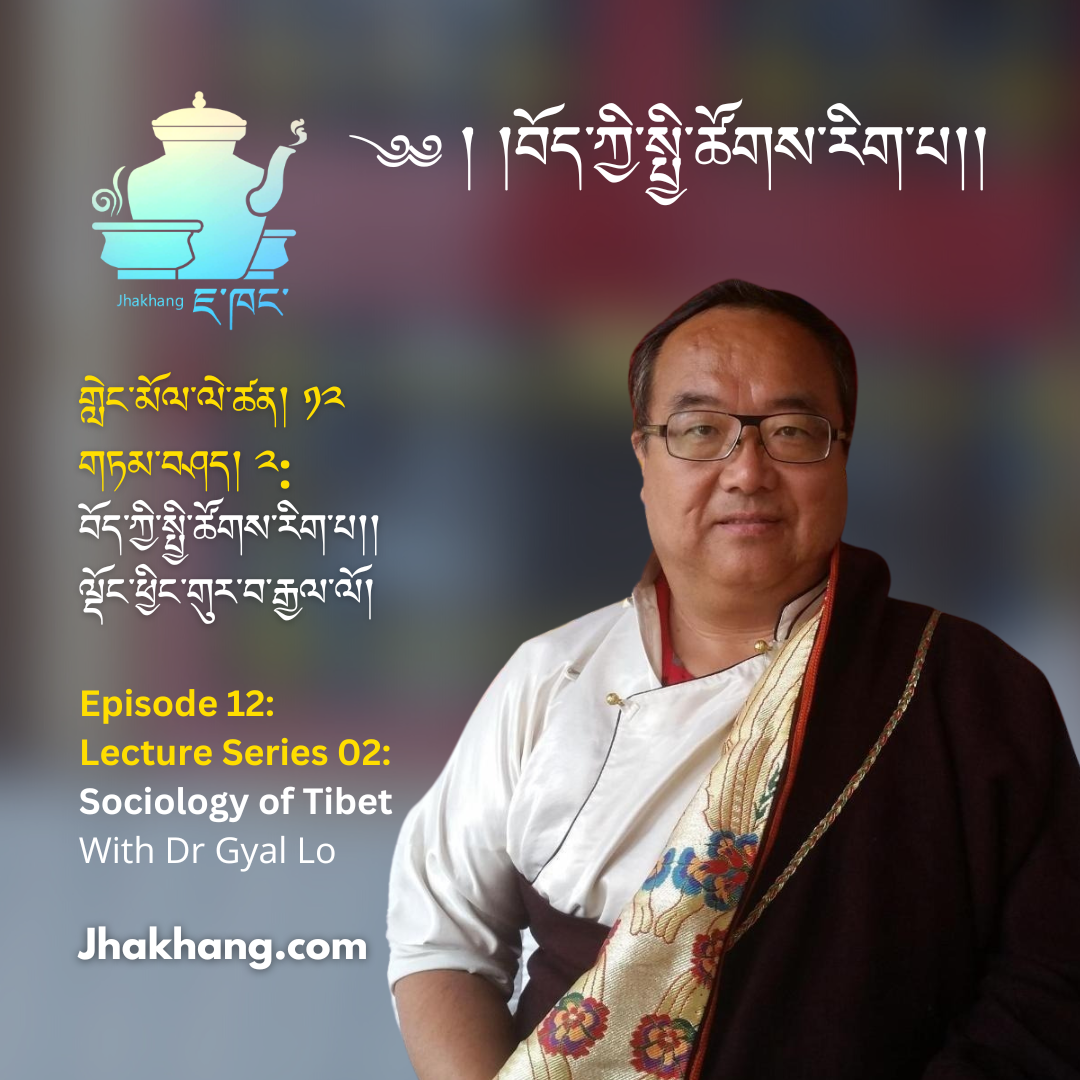 ༄༅། །བོད་ཀྱི་སྤྱི་ཚོགས་རིག་པ།།
Jhakhang ཇ་ཁང་
གླེང་མོལ་ལེ་ཚན། ༡༢
གཏམ་བཤད། ༢:
བོད་ཀྱི་སྤྱི་ཚོགས་རིག་པ།།
ལྡོང་ཕྱིང་གུར་བ་རྒྱལ་ལོ།
Episode 12:
Lecture Series 02:
Sociology of Tibet
With Dr Gyal Lo
Jhakhang.com